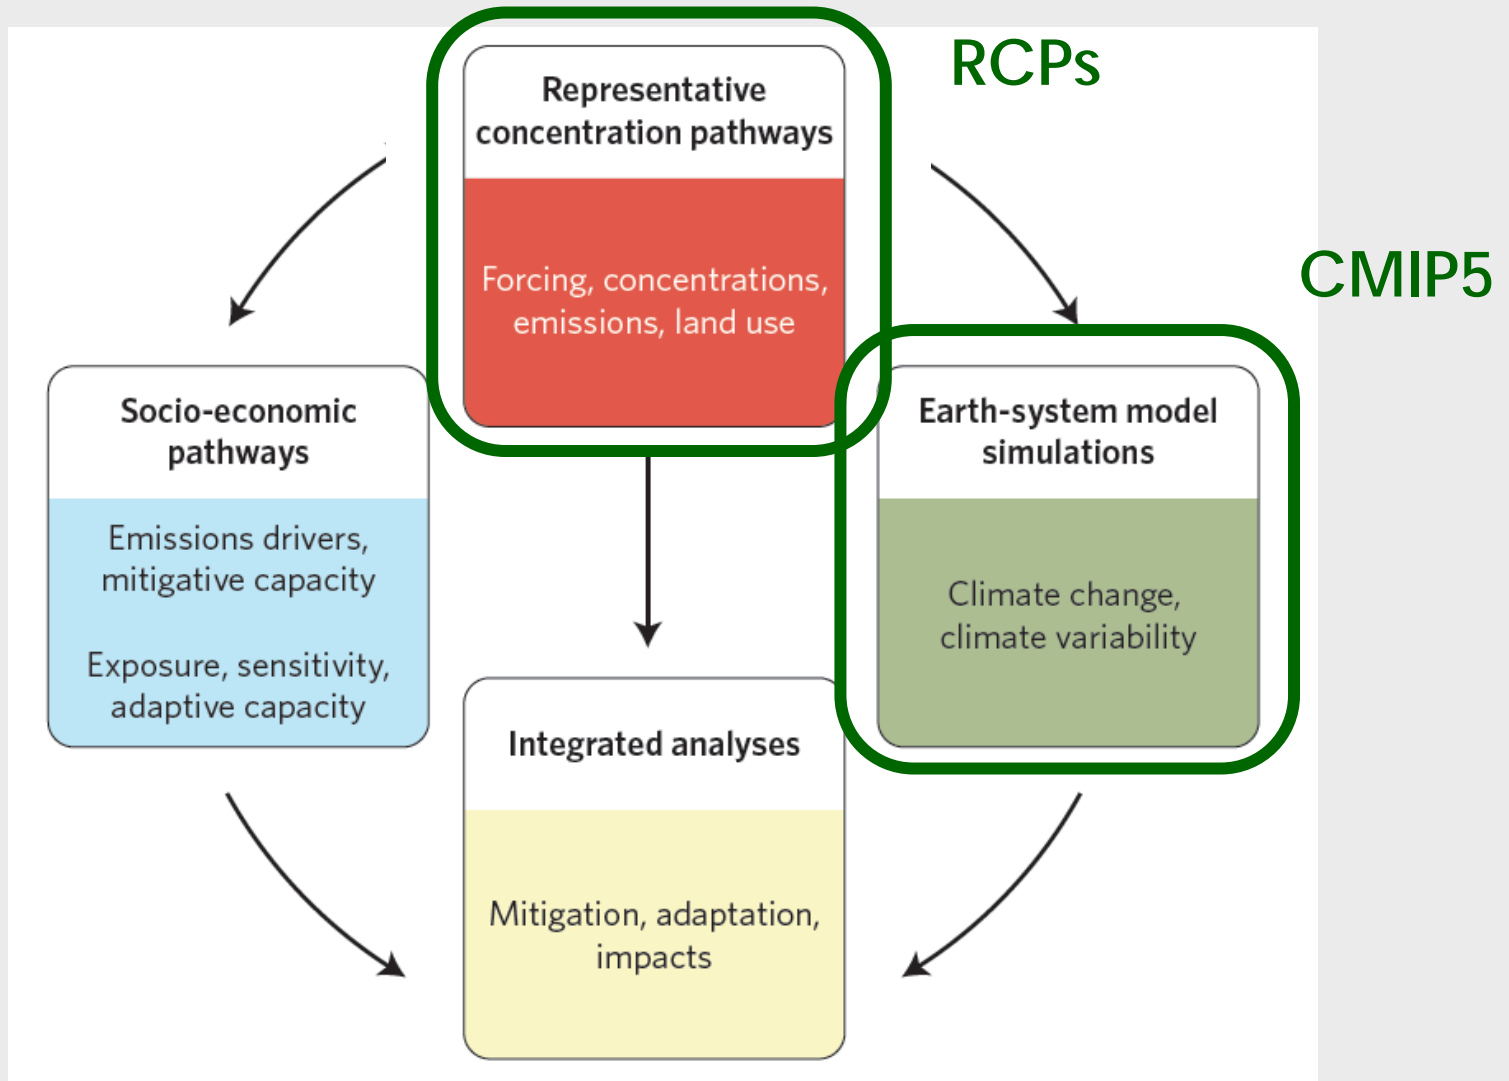 RCPs
Representative
concentration pathways
Forcing, concentrations,
emissions, land use
CMIP5
Socio-economic
pathways
Emissions drivers,
mitigative capacity
Exposure, sensitivity,
adaptive capacity
Earth-system model
simulations
Climate change,
climate variability
Integrated analyses
Mitigation, adaptation,
impacts